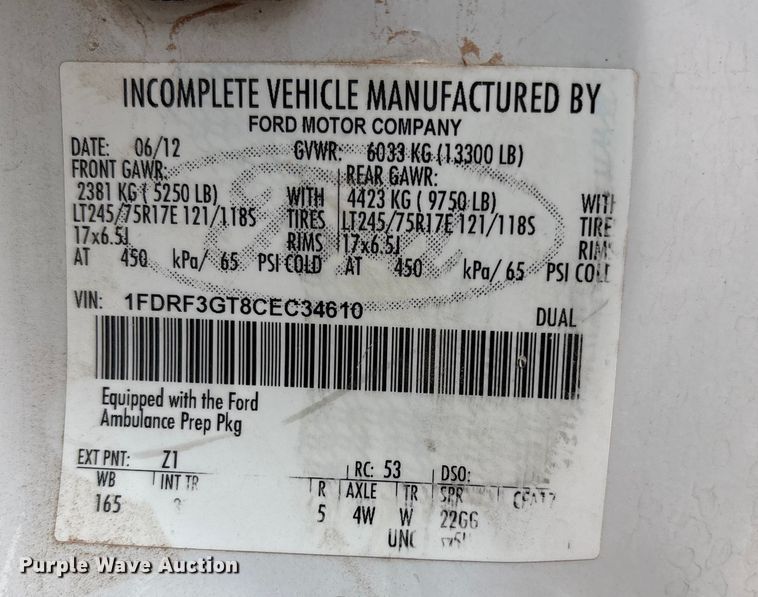 INCOMPLETE VEHICLE MANUFACTURED BY
FORD MOTOR COMPANY
DATE: 06/12 GVWR: 6033 KG (13300 LB)
FRONT GAWR: REAR GAWR:
2381 KG ( 5250 LB) WITH 4423 KG ( 9750 LB) WITH
LT245/75R17E 121/118S TIRES LT245/75R17E 121/118S TIRE
17x6.5J RIMS 17x6.5J RIMS
AT 450 kPa/ 65 PSI COLD AT 450 kPa/ 65 PSI COLD
VIN: 1FDRF3GT8CEC34610 DUAL
Equipped with the Ford
Ambulance Prep Pkg
EXT PNT: Z1 RC: 53 DSO:
WB INT TR R AXLE TR SPR
165 5 4W W 22GG
UNC
Purple Wave Auction